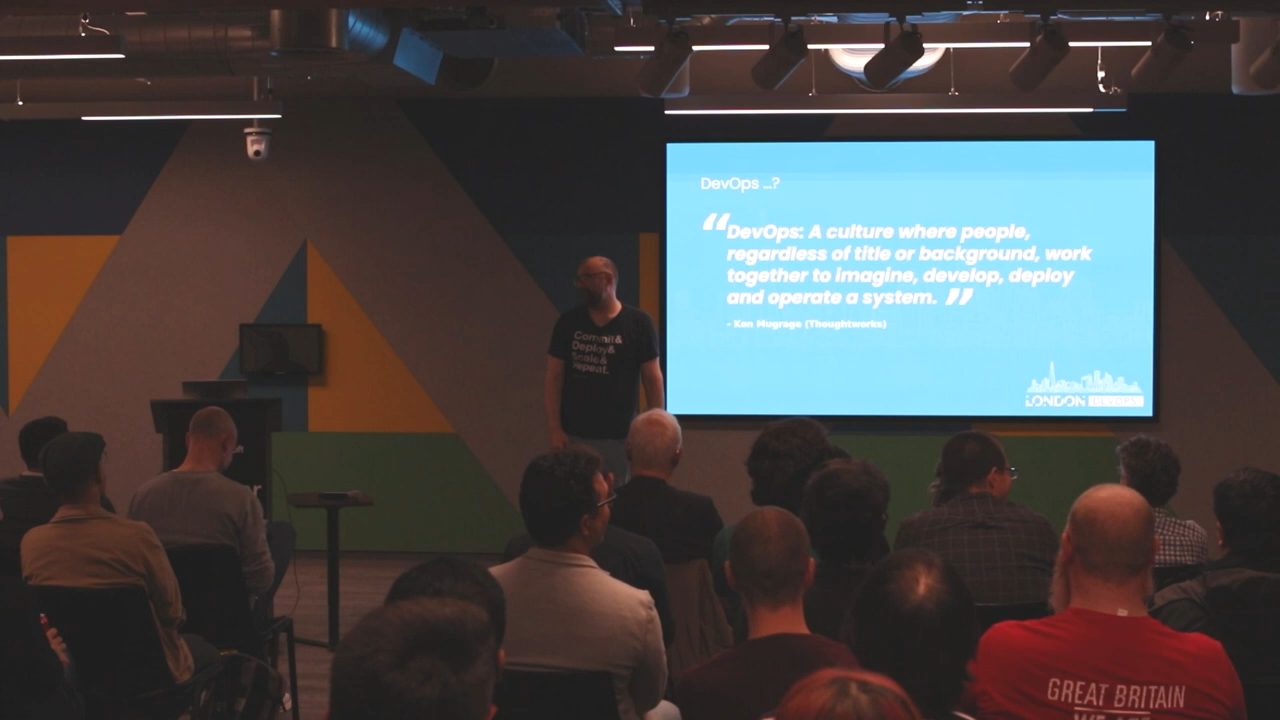 DevOps ...?
“DevOps: A culture where people,
regardless of title or background, work
together to imagine, develop, deploy
and operate a system. ”
- Ken Mugrage (Thoughtworks)
LONDON DEVOPS
Commit&
Deploy&
Scale&
Repeat.
GREAT BRITAIN